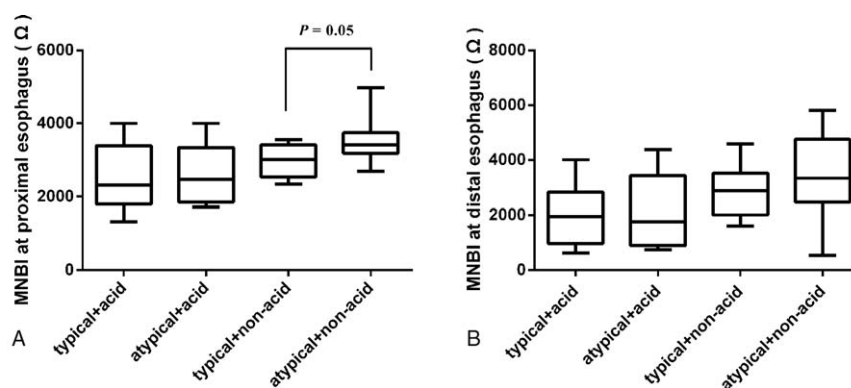 P = 0.05
MNBI at proximal esophagus ( Ω )
6000
4000
2000
0
typical+acid
atypical+acid
typical+non-acid
atypical+non-acid
A
MNBI at distal esophagus ( Ω )
8000
6000
4000
2000
0
typical+acid
atypical+acid
typical+non-acid
atypical+non-acid
B